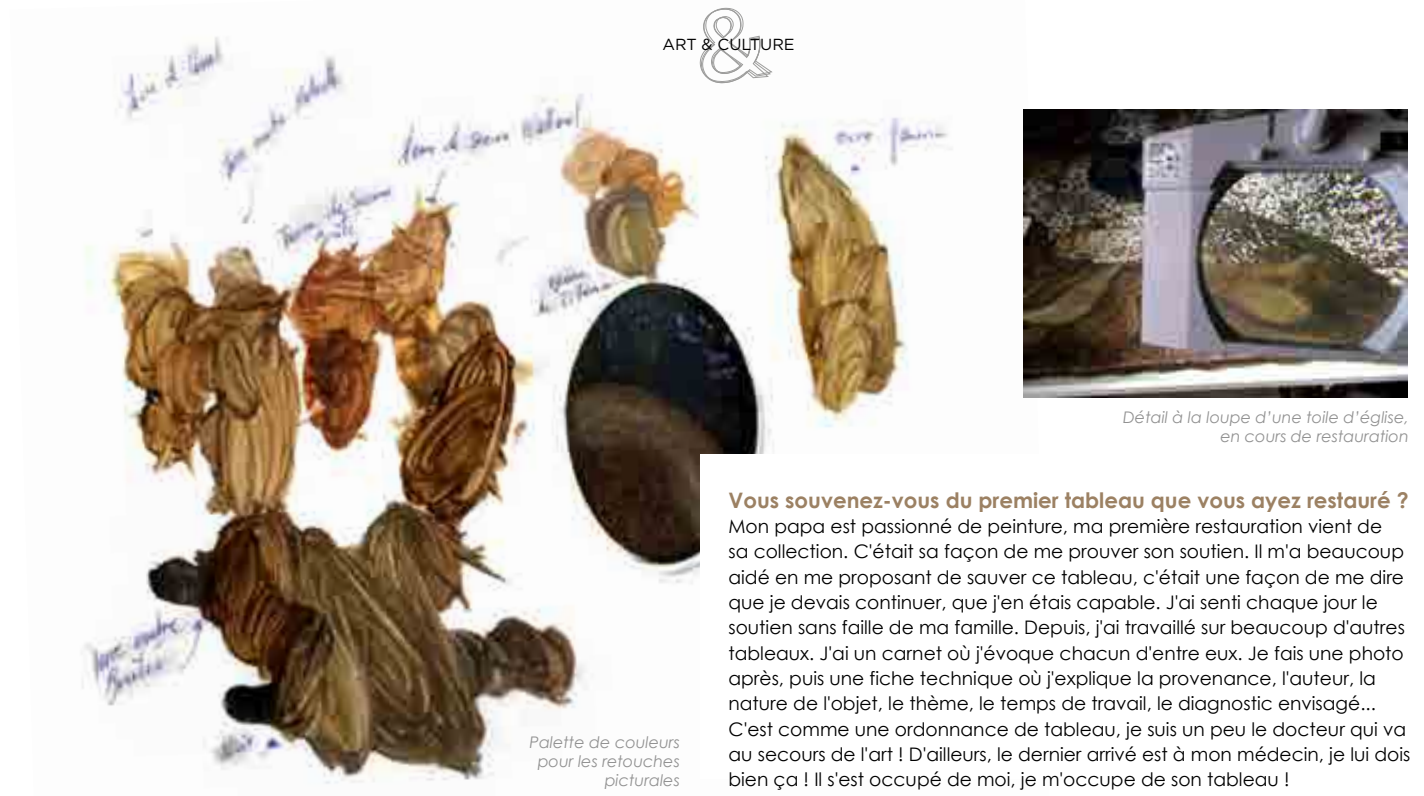 ART & CULTURE
ocre jaune
Détail à la loupe d'une toile d'église,
en cours de restauration
Vous souvenez-vous du premier tableau que vous ayez restauré ?
Mon papa est passionné de peinture, ma première restauration vient de
sa collection. C'était sa façon de me prouver son soutien. Il m'a beaucoup
aidé en me proposant de sauver ce tableau, c'était une façon de me dire
que je devais continuer, que j'en étais capable. J'ai senti chaque jour le
soutien sans faille de ma famille. Depuis, j'ai travaillé sur beaucoup d'autres
tableaux. J'ai un carnet où j'évoque chacun d'entre eux. Je fais une photo
après, puis une fiche technique où j'explique la provenance, l'auteur, la
nature de l'objet, le thème, le temps de travail, le diagnostic envisagé...
C'est comme une ordonnance de tableau, je suis un peu le docteur qui va
au secours de l'art ! D'ailleurs, le dernier arrivé est à mon médecin, je lui dois
bien ça ! Il s'est occupé de moi, je m'occupe de son tableau !
Palette de couleurs
pour les retouches
picturales